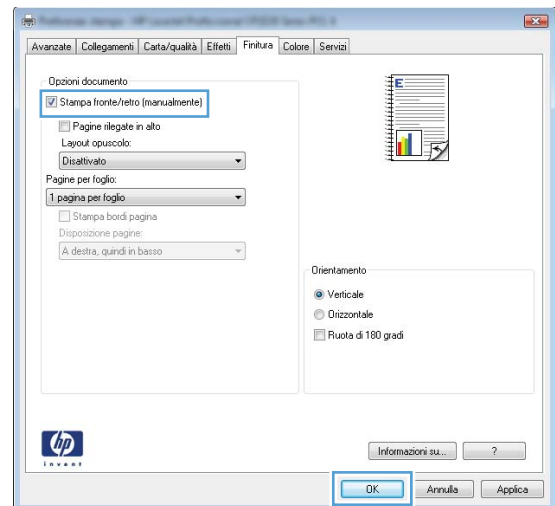 Avanzate Collegamenti Carta/qualità Effetti Finitura Colore Servizi
Opzioni documento
Stampa fronte/retro (manualmente)
Pagine rilegate in alto
Layout opuscolo:
Disattivato
Pagine per foglio:
1 pagina per foglio
Stampa bordi pagina
Disposizione pagine:
A destra, quindi in basso
E
Orientamento
Verticale
Orizzontale
Ruota di 180 gradi
hp
invent
Informazioni su... ?
OK Annulla Applica